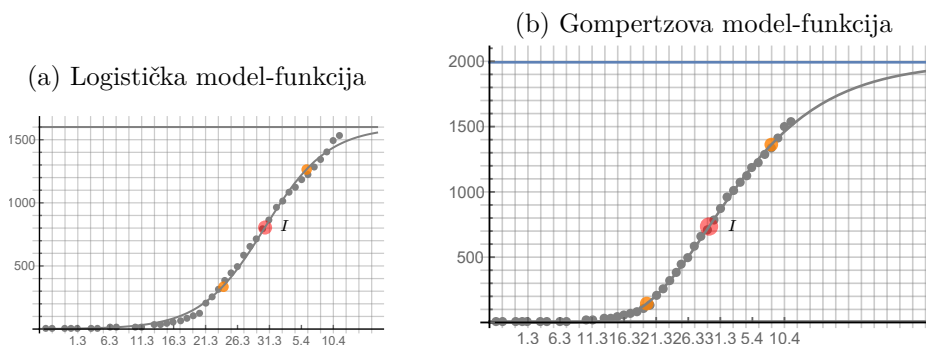 (b) Gompertzova model-funkcija
(a) Logistička model-funkcija
1500
1000
500
I
1.3 6.3 11.3 16.3 21.3 26.3 31.3 5.4 10.4
2000
1500
1000
500
I
1.3 6.3 11.316.321.326.331.3 5.4 10.4